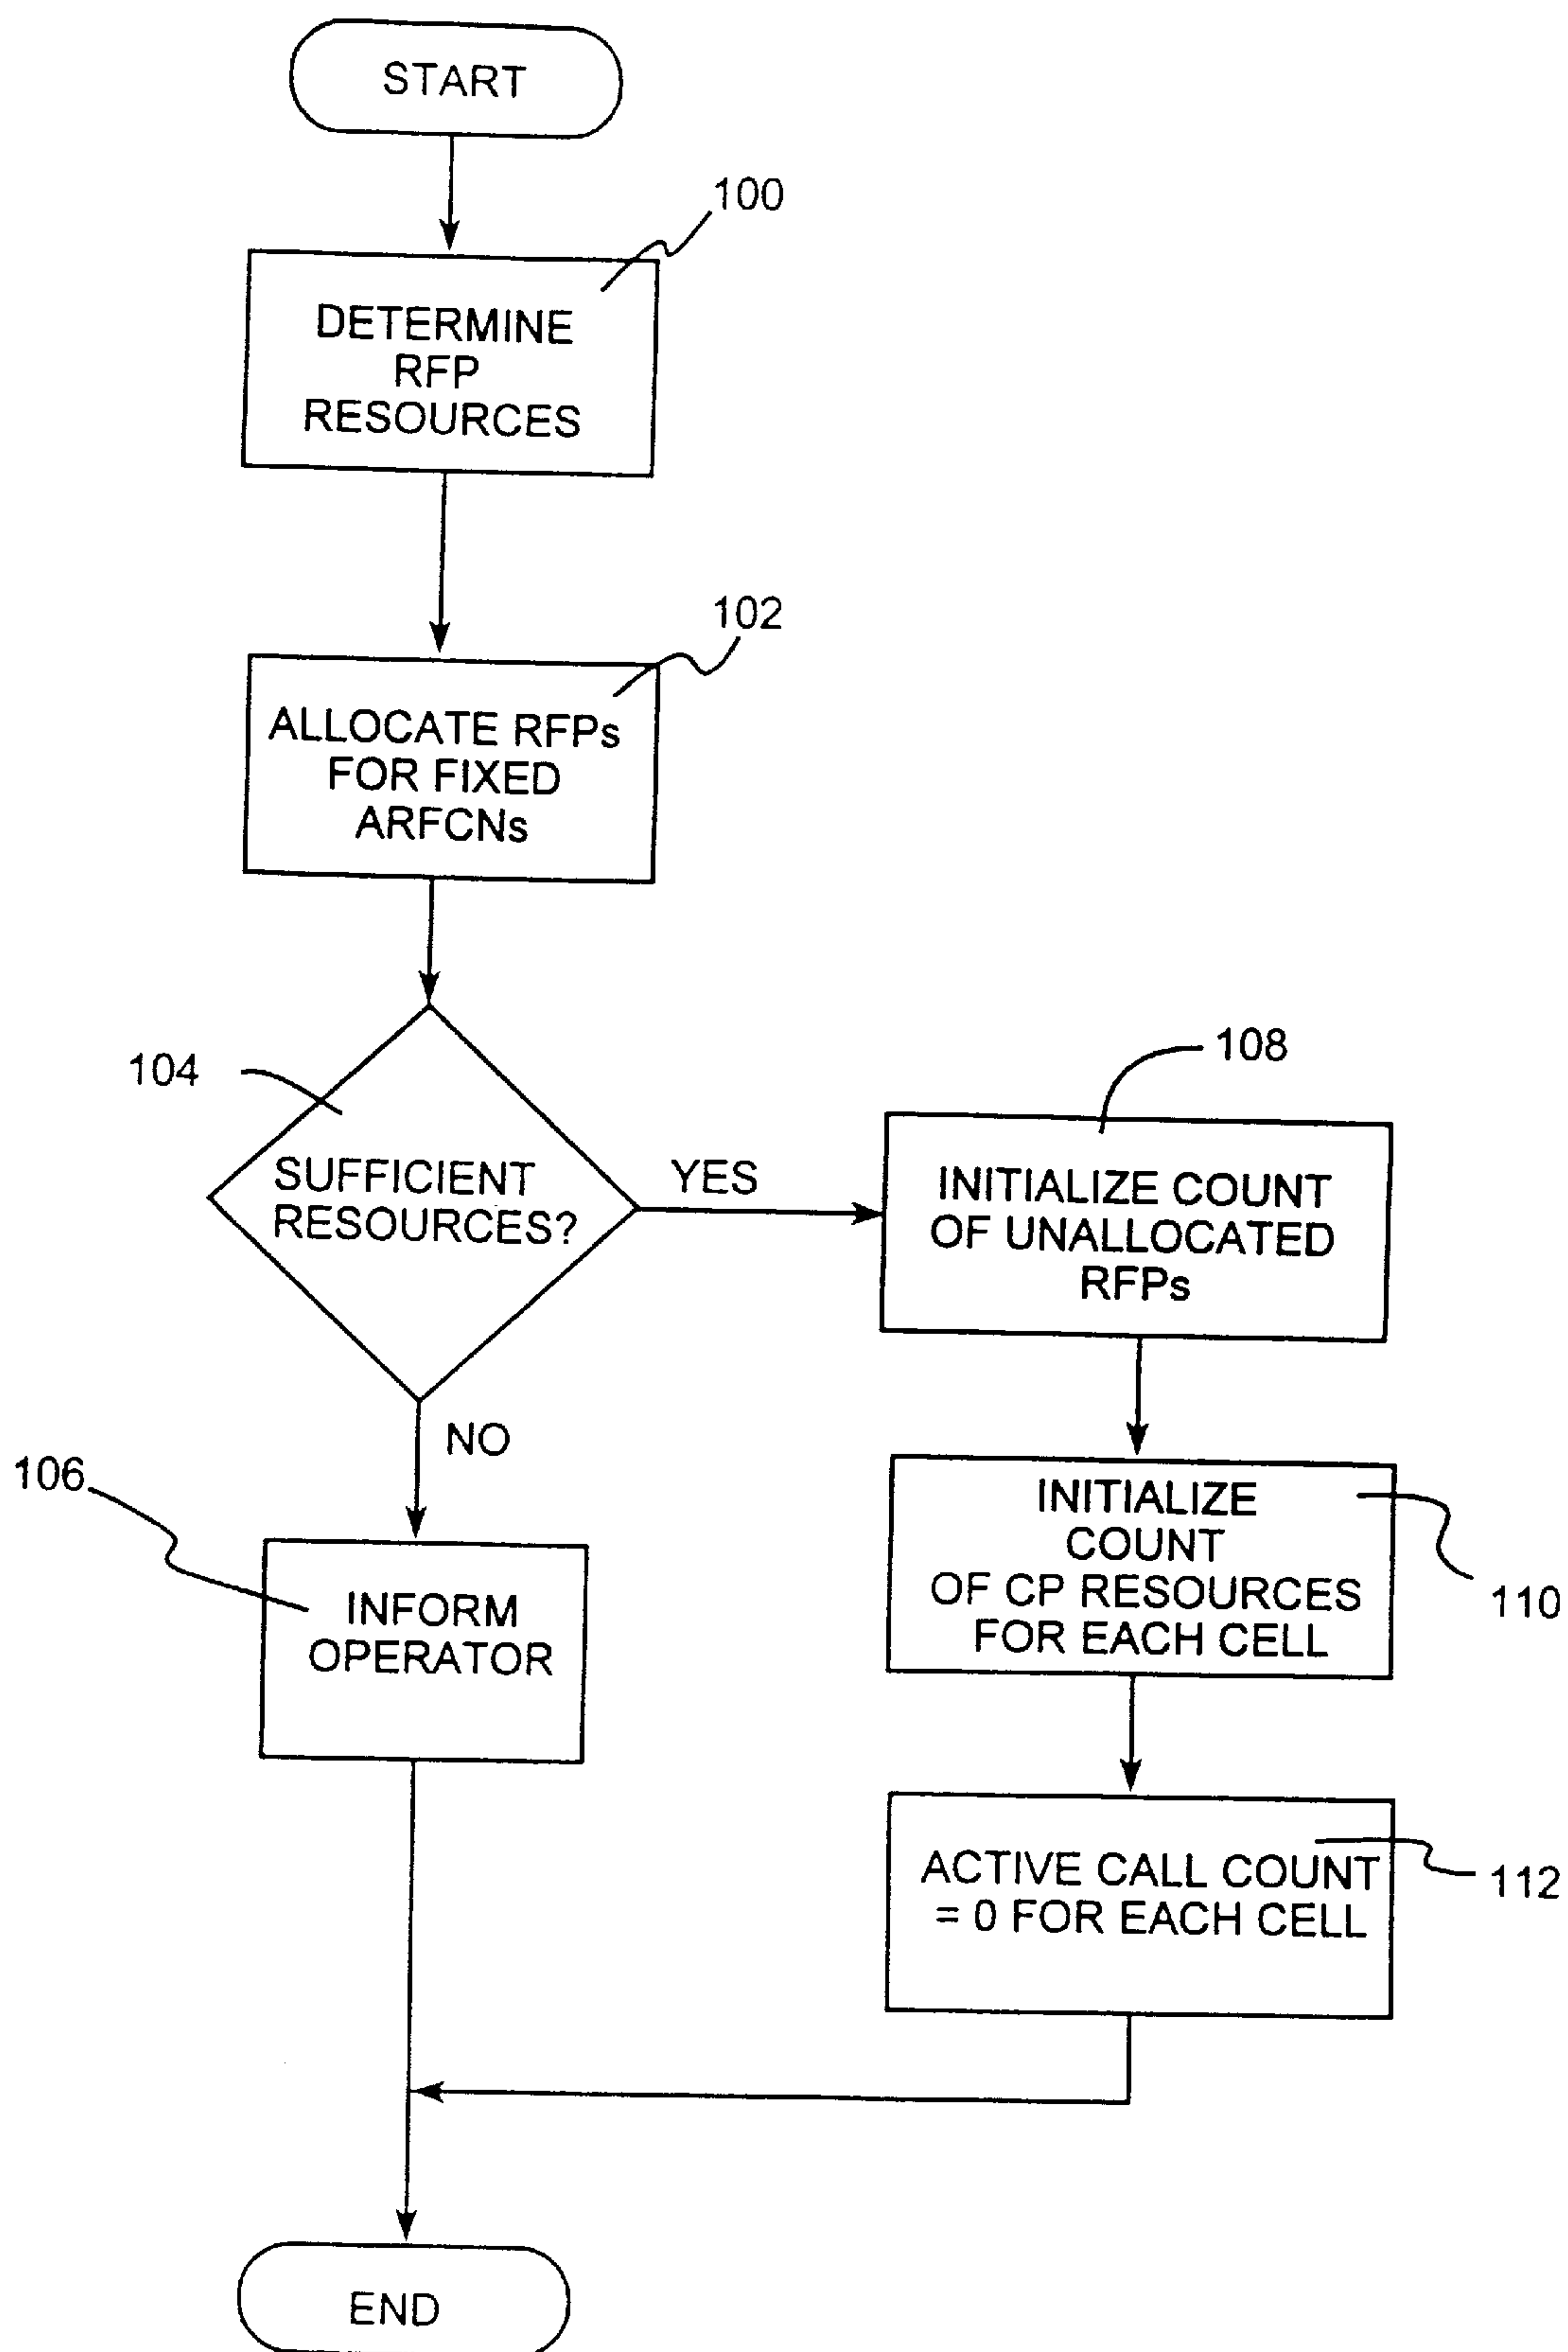 START
100
DETERMINE
RFP
RESOURCES
102
ALLOCATE RFPs
FOR FIXED
ARFCNs
104
SUFFICIENT
RESOURCES?
YES
NO
108
INITIALIZE COUNT
OF UNALLOCATED
RFPs
106
INFORM
OPERATOR
INITIALIZE
COUNT
OF CP RESOURCES
FOR EACH CELL
110
ACTIVE CALL COUNT
= 0 FOR EACH CELL
112
END